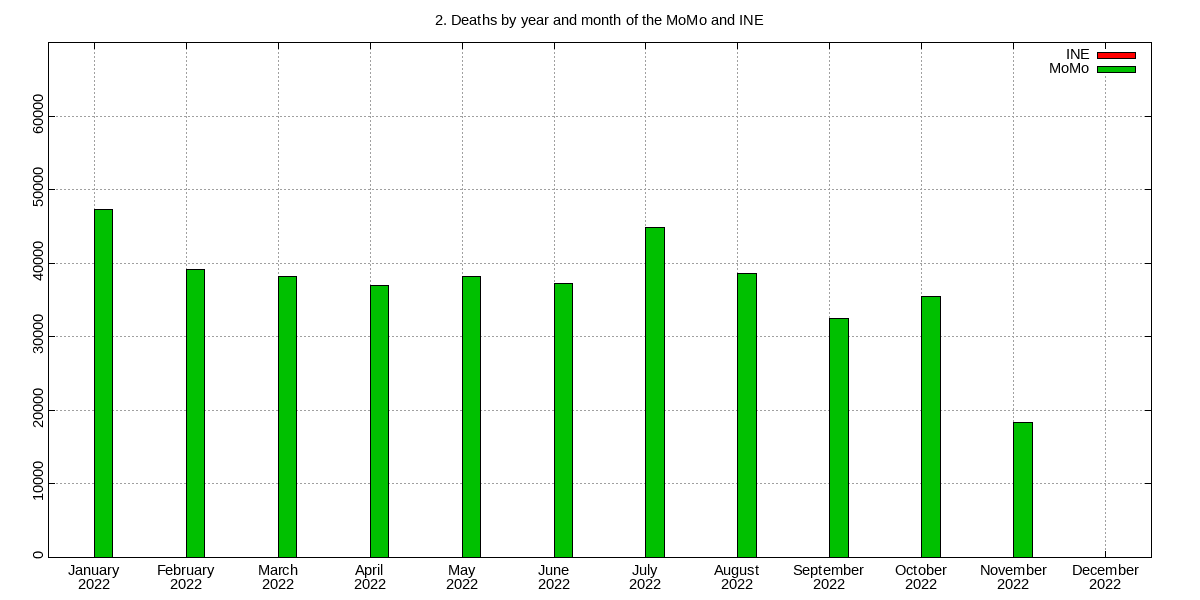 2. Deaths by year and month of the MoMo and INE
INE
MoMo
60000
50000
40000
30000
20000
10000
0
January February March April May June July August September October November December
2022 2022 2022 2022 2022 2022 2022 2022 2022 2022 2022 2022